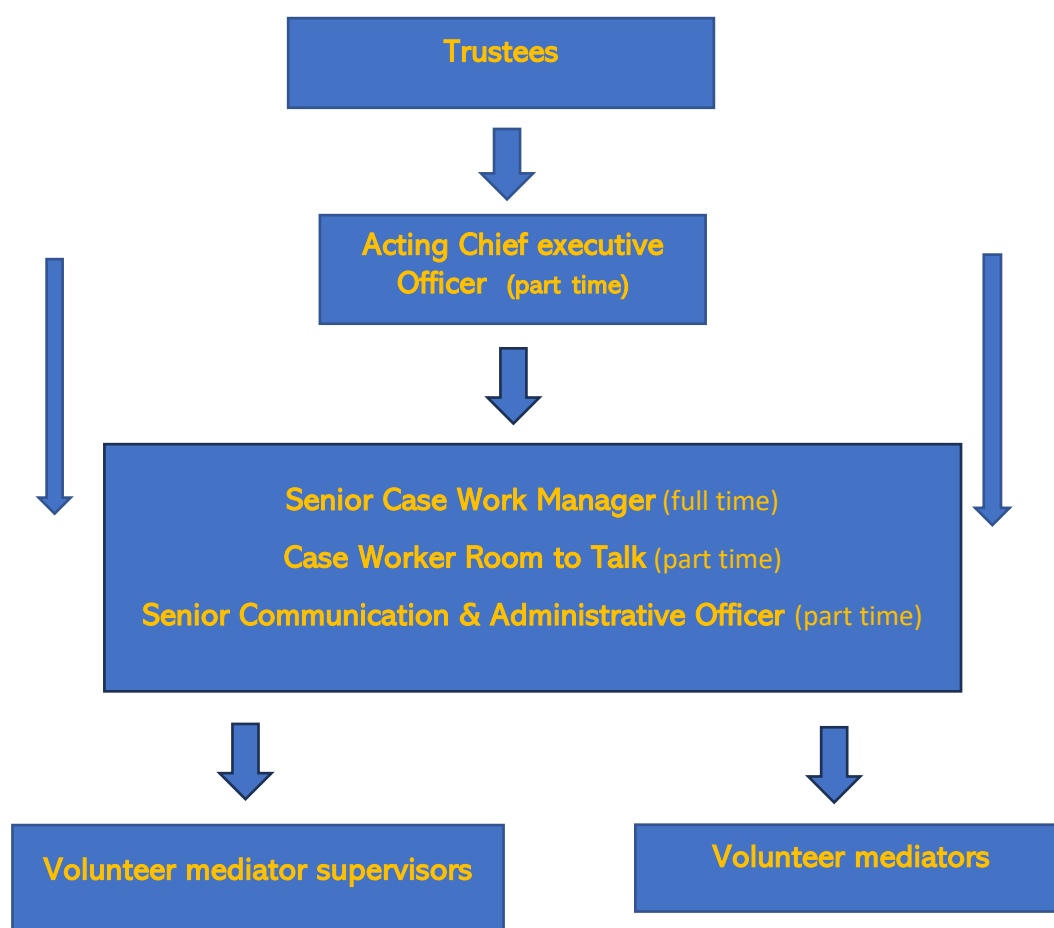 Trustees
Acting Chief executive
Officer (part time)
Senior Case Work Manager (full time)
Case Worker Room to Talk (part time)
Senior Communication & Administrative Officer (part time)
Volunteer mediator supervisors
Volunteer mediators